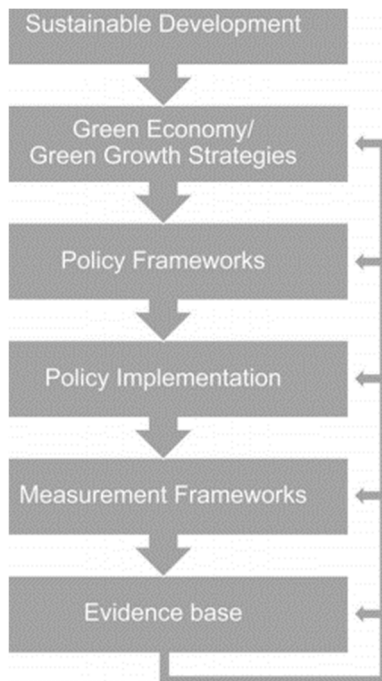 Sustainable Development
Green Economy/
Green Growth Strategies
Policy Frameworks
Policy Implementation
Measurement Frameworks
Evidence base